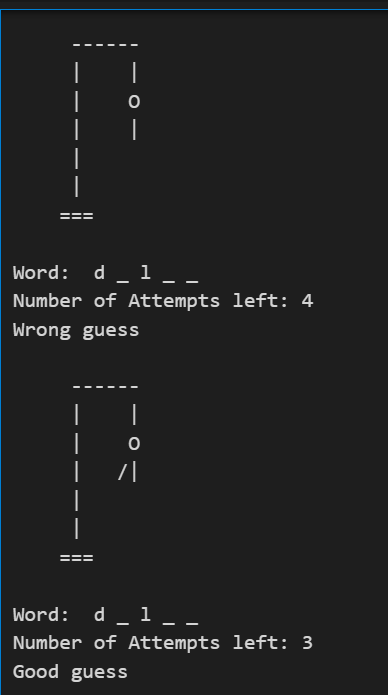 ------
 |    |
 |    O
 |    |
 |
 |
===
Word:  d _ l _ _
Number of Attempts left: 4
Wrong guess
 ------
 |    |
 |    O
 |   /|
 |
 |
===
Word:  d _ l _ _
Number of Attempts left: 3
Good guess